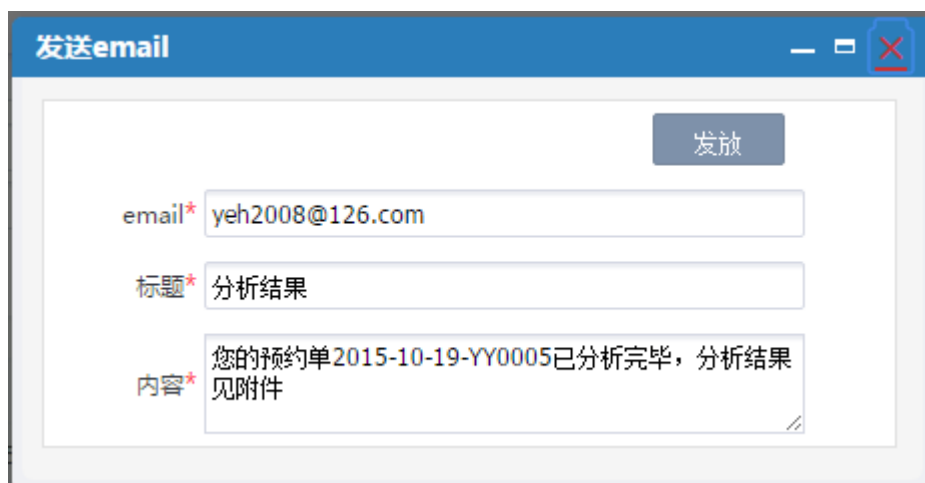 发送email
发放
email* yeh2008@126.com
标题* 分析结果
内容* 您的预约单2015-10-19-YY0005已分析完毕，分析结果
见附件